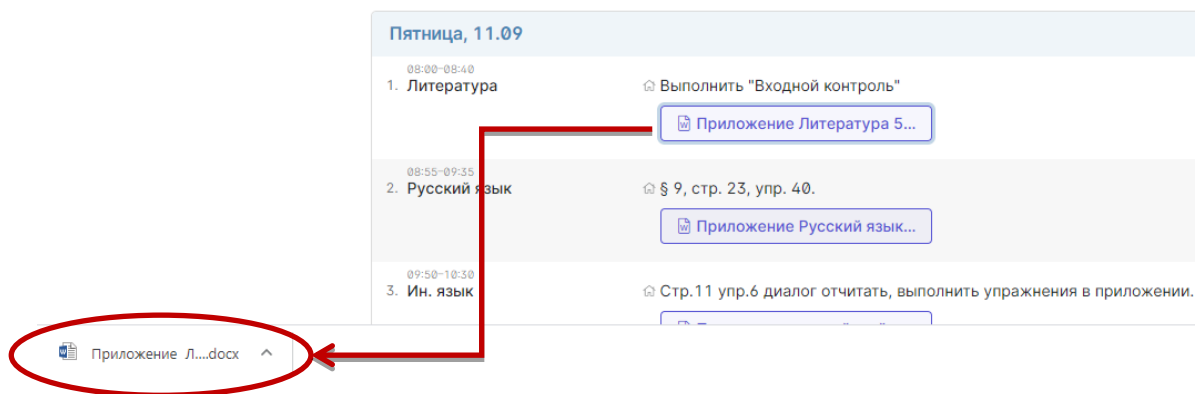 Пятница, 11.09
08:00-08:40
1. Литература
Выполнить "Входной контроль"
Приложение Литература 5...
08:55-09:35
2. Русский язык
§ 9, стр. 23, упр. 40.
Приложение Русский язык...
09:50-10:30
3. Ин. язык
Стр.11 упр.6 диалог отчитать, выполнить упражнения в приложении.
Приложение Л....docx